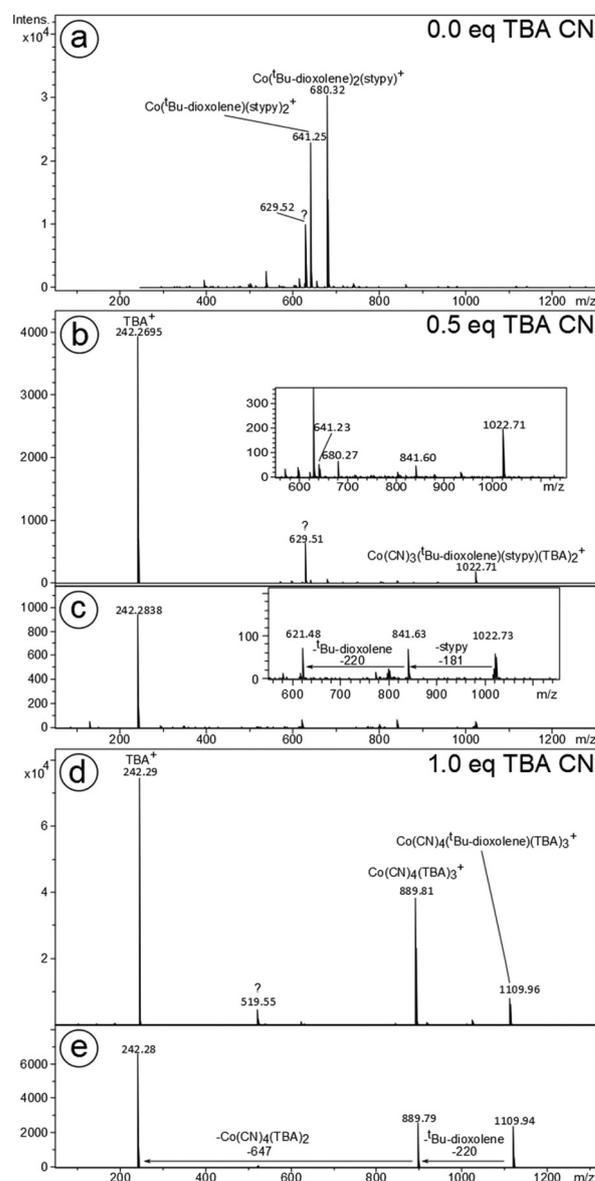 Intens.
x10⁴
a
0.0 eq TBA CN
Co(ᵗBu-dioxolene)₂(stypy)⁺
680.32
Co(ᵗBu-dioxolene)(stypy)₂⁺
641.25
629.52
?
3
2
1
0
200 400 600 800 1000 1200 m/z
b
0.5 eq TBA CN
TBA⁺
242.2695
4000
3000
2000
1000
0
300
200
100
0
641.23
680.27
841.60
1022.71
600 700 800 900 1000 m/z
?
629.51
Co(CN)₃(ᵗBu-dioxolene)(stypy)(TBA)₂⁺
1022.71
c
242.2838
1000
800
600
400
200
0
100
0
621.48
-ᵗBu-dioxolene
-220
841.63
-stypy
-181
1022.73
600 700 800 900 1000 m/z
200 400 600 800 1000 1200 m/z
d
1.0 eq TBA CN
x10⁴
TBA⁺
242.29
6
4
2
Co(CN)₄(ᵗBu-dioxolene)(TBA)₃⁺
Co(CN)₄(TBA)₃⁺
889.81
?
519.55
1109.96
e
242.28
6000
4000
2000
0
-Co(CN)₄(TBA)₂
-647
889.79
-ᵗBu-dioxolene
-220
1109.94
200 400 600 800 1000 1200 m/z